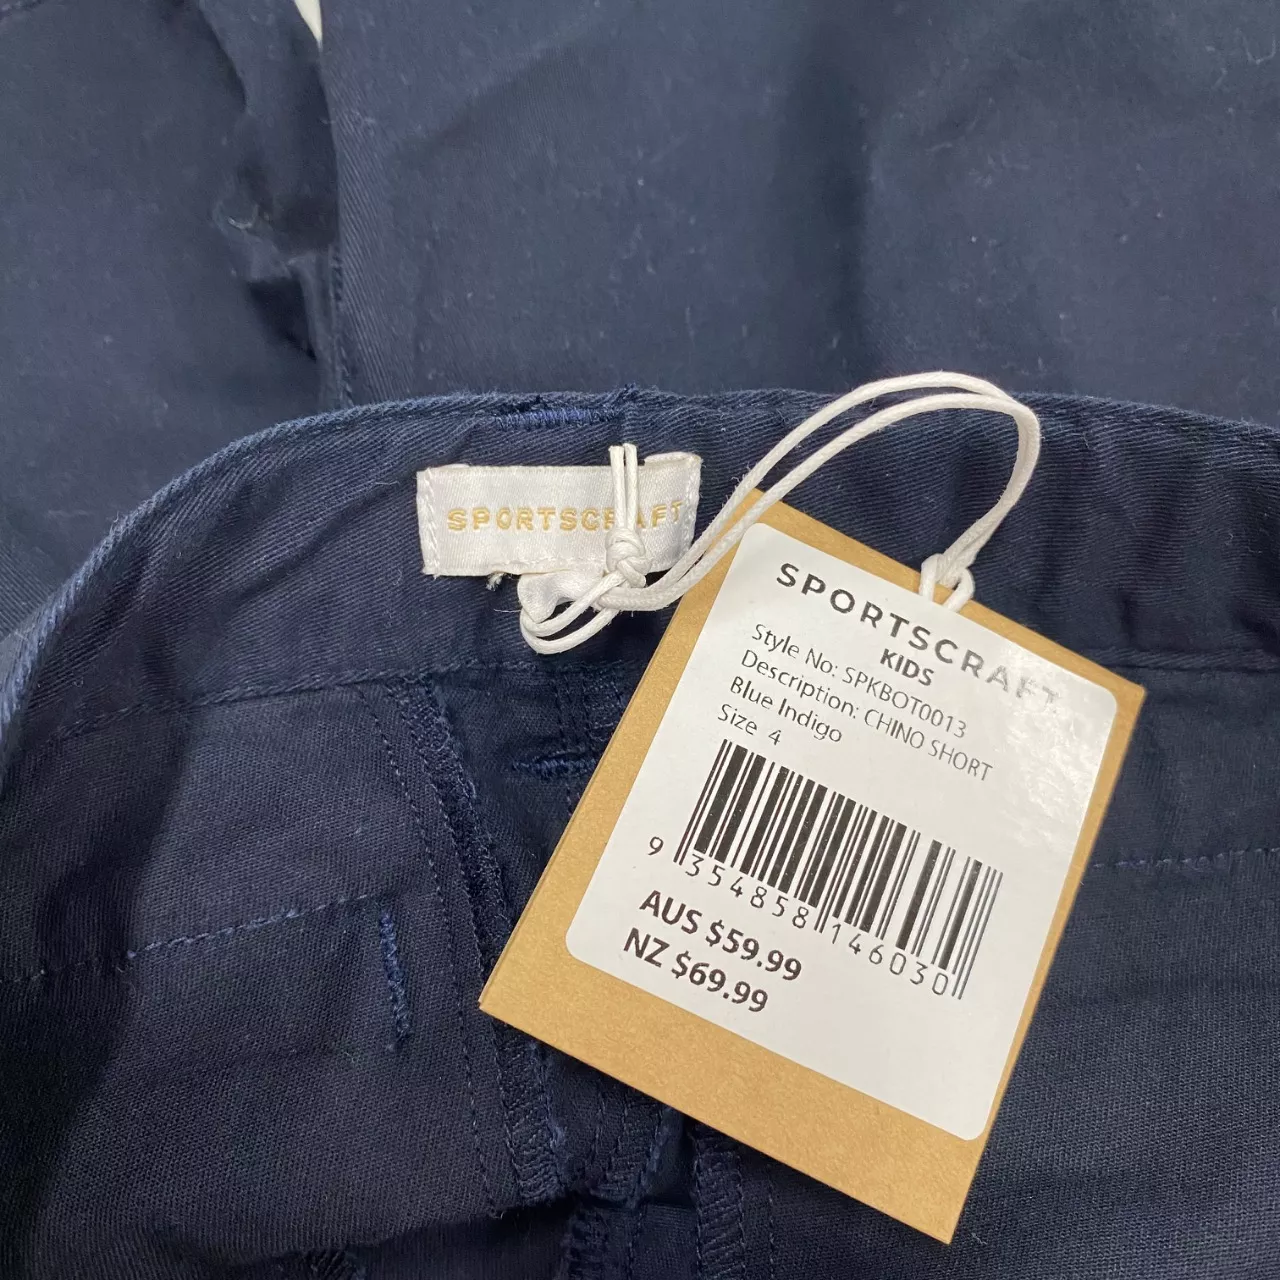 SPORTSCRAFT
SPORTSCRAFT
KIDS
Style No: SPKBOT0013
Description: CHINO SHORT
Blue Indigo
Size 4
9 354858 146030
AUS $59.99
NZ $69.99